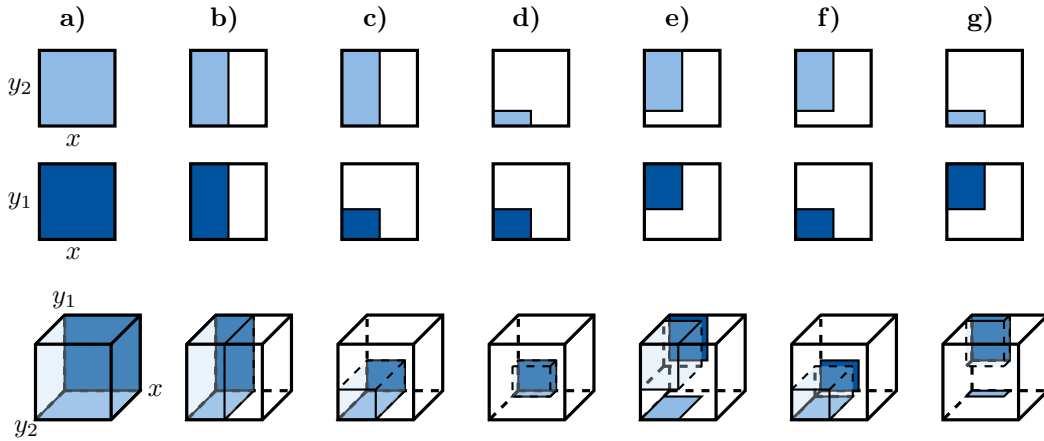 a) b) c) d) e) f) g)
y₂
x
y₁
x
y₁
x
y₂